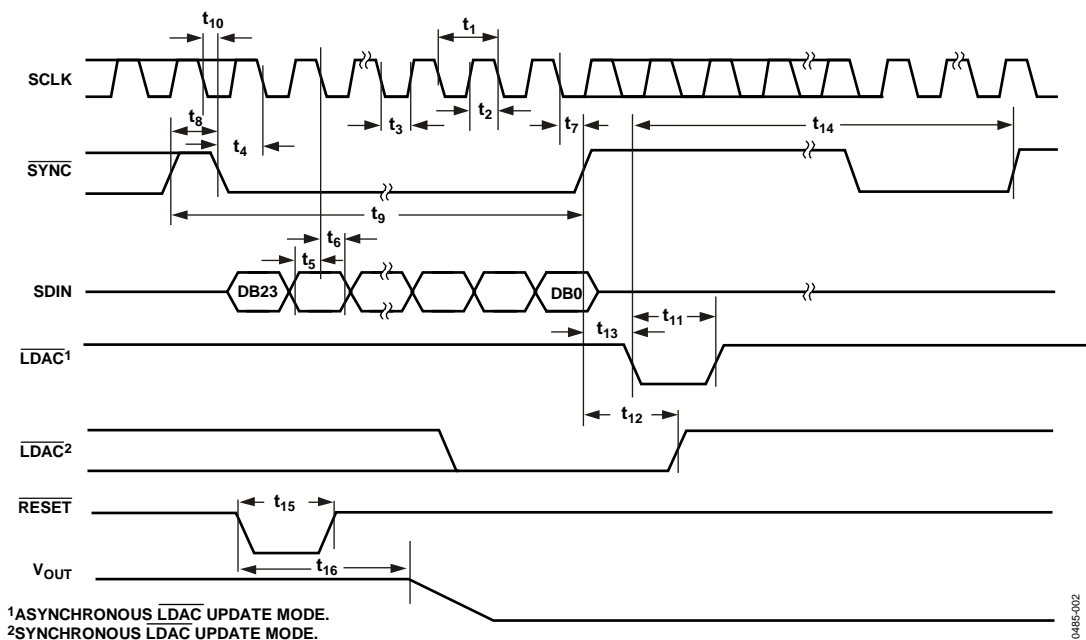 t10
t1
SCLK
t8
t4
t3
t2
t7
t14
SYNC
t9
t6
t5
SDIN
DB23
DB0
t13
t11
LDAC1
t12
LDAC2
RESET
t15
t16
VOUT
1ASYNCHRONOUS LDAC UPDATE MODE.
2SYNCHRONOUS LDAC UPDATE MODE.
0485-002